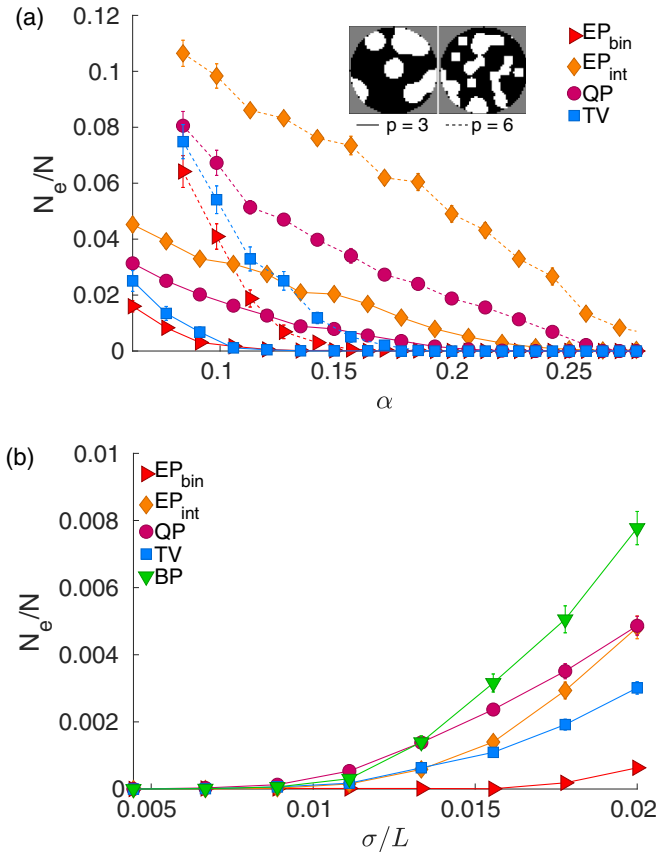 (a)
0.12
0.1
0.08
0.06
0.04
0.02
0
N_e/N
p = 3
p = 6
EP_bin
EP_int
QP
TV
0.1
0.15
0.2
0.25
α
(b)
0.01
0.008
0.006
0.004
0.002
0
N_e/N
EP_bin
EP_int
QP
TV
BP
0.005
0.01
0.015
0.02
σ/L